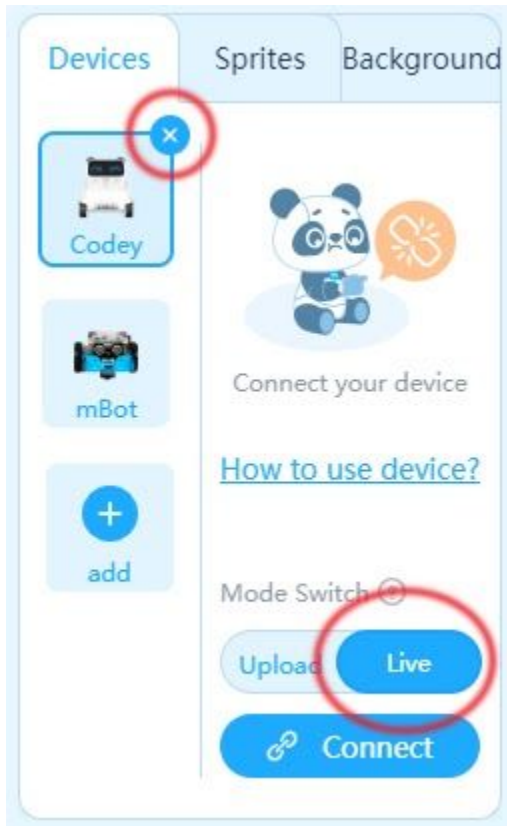 Devices Sprites Background
Codey
mBot
add
Connect your device
How to use device?
Mode Switch
Upload Live
Connect